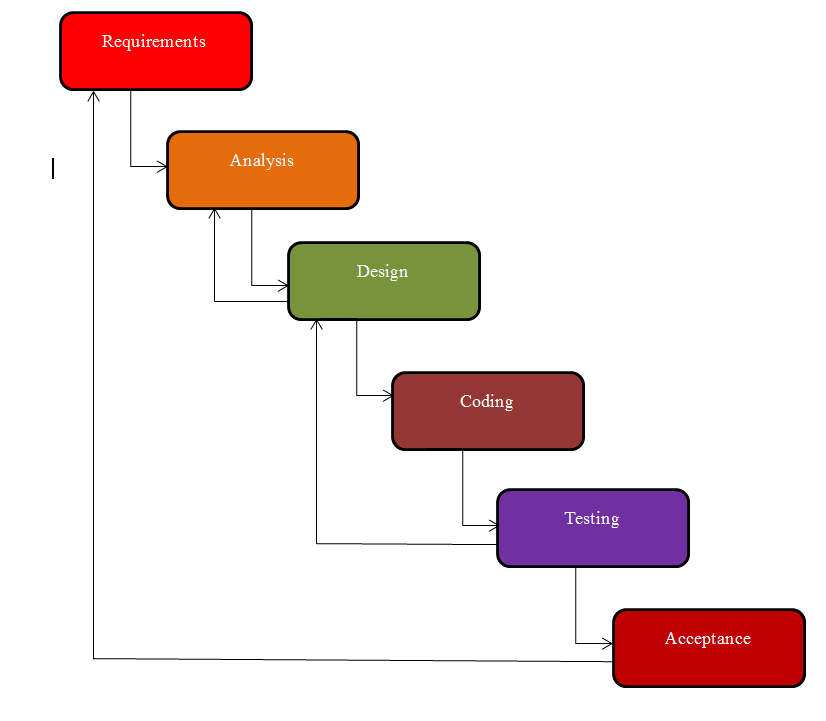 Requirements
Analysis
Design
Coding
Testing
Acceptance